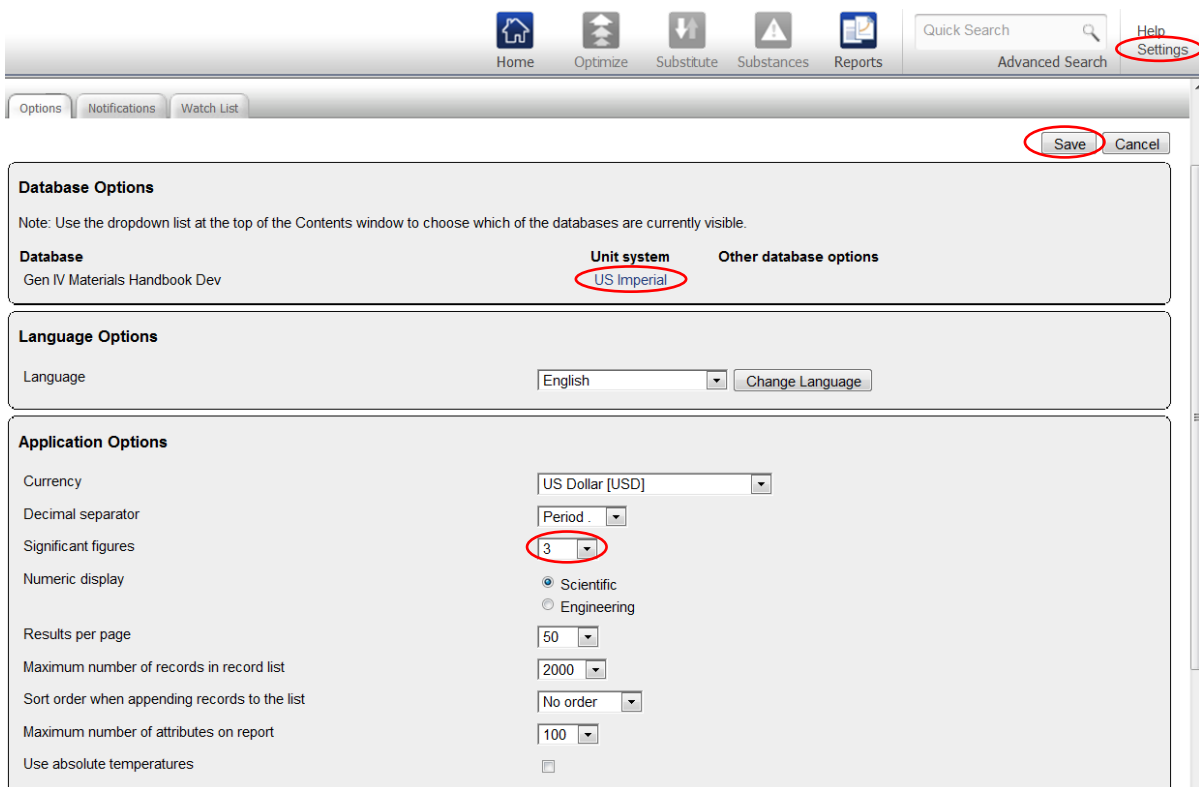 Home Optimize Substitute Substances Reports
Quick Search
Advanced Search
Help
Settings
Options Notifications Watch List
Save Cancel
Database Options
Note: Use the dropdown list at the top of the Contents window to choose which of the databases are currently visible.
Database Unit system Other database options
Gen IV Materials Handbook Dev US Imperial
Language Options
Language English Change Language
Application Options
Currency US Dollar [USD]
Decimal separator Period .
Significant figures 3
Numeric display Scientific
Engineering
Results per page 50
Maximum number of records in record list 2000
Sort order when appending records to the list No order
Maximum number of attributes on report 100
Use absolute temperatures